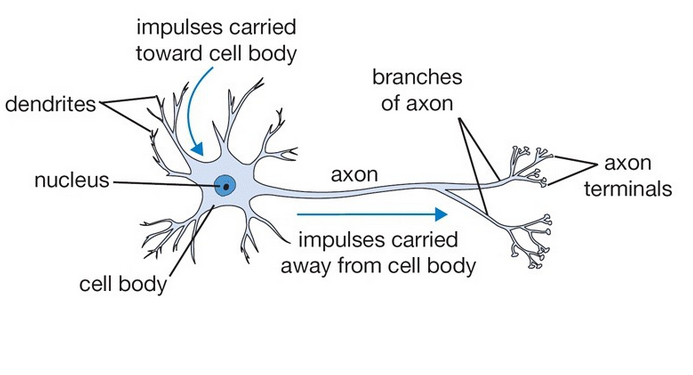 impulses carried
toward cell body
dendrites
branches
of axon
nucleus
axon
axon
terminals
impulses carried
away from cell body
cell body